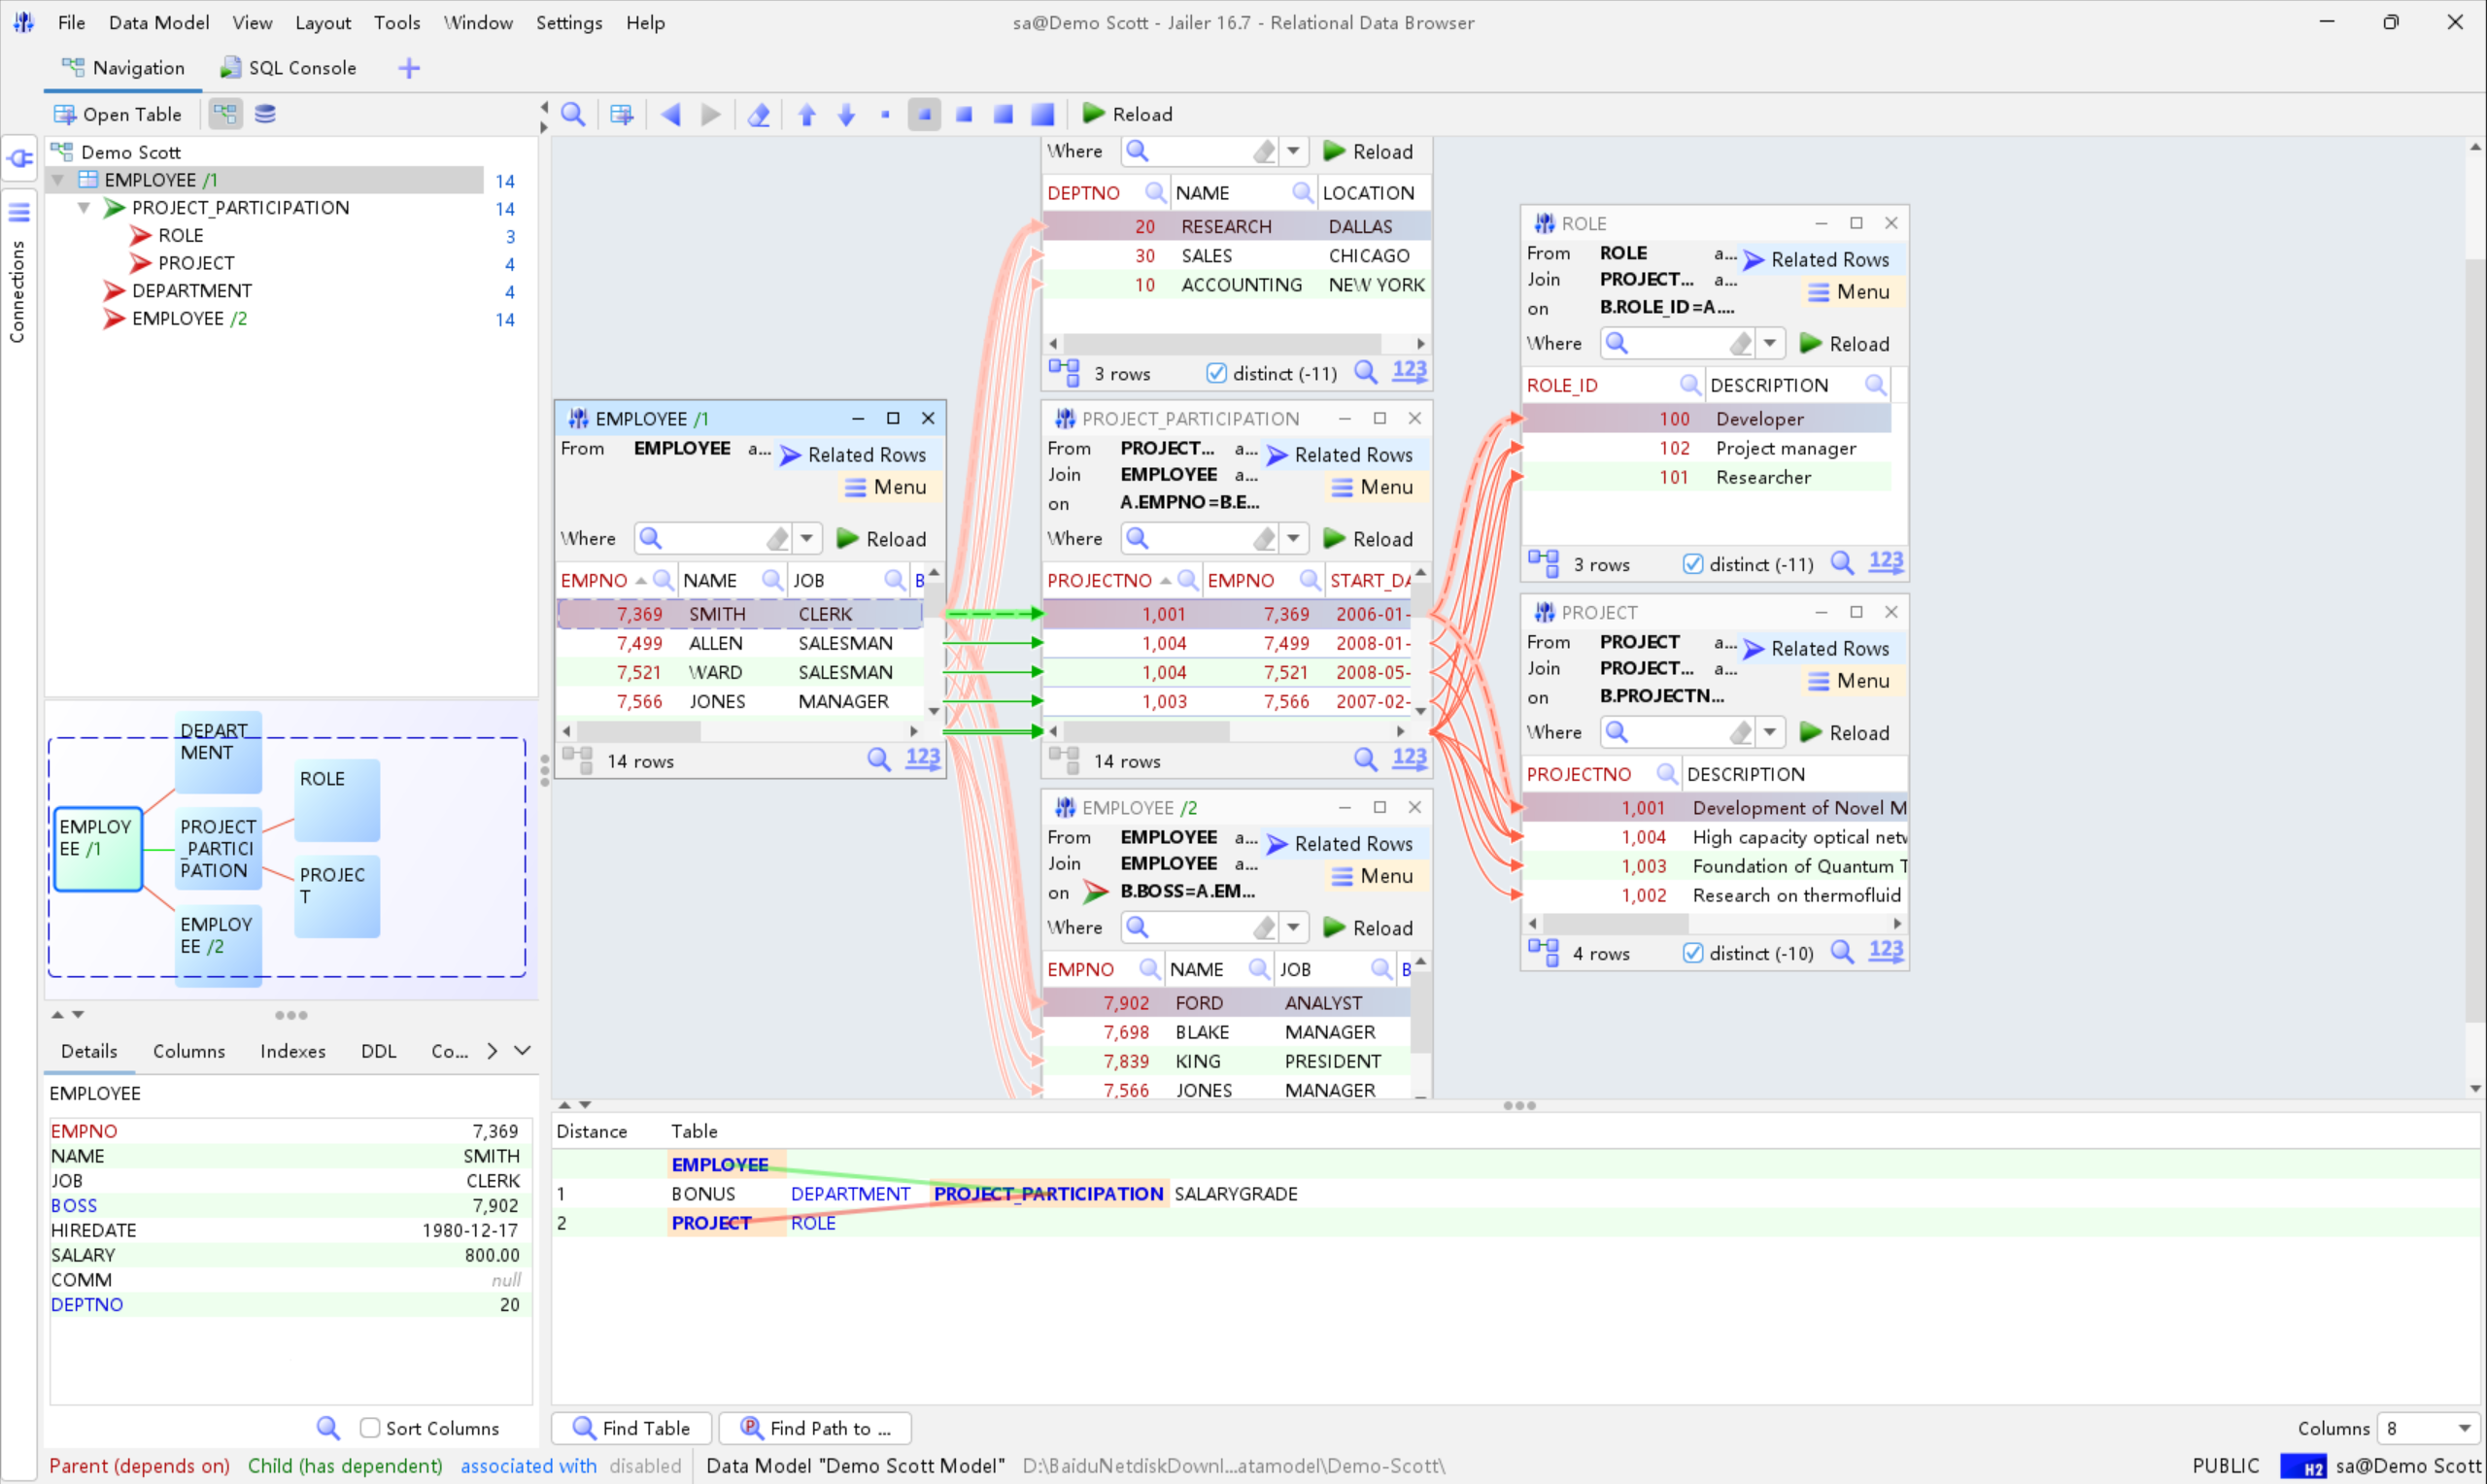 File Data Model View Layout Tools Window Settings Help
sa@Demo Scott - Jailer 16.7 - Relational Data Browser
Navigation SQL Console
Open Table
Reload
Connections
Demo Scott
EMPLOYEE /1 14
PROJECT_PARTICIPATION 14
ROLE 3
PROJECT 4
DEPARTMENT 4
EMPLOYEE /2 14
DEPART
MENT
ROLE
EMPLOY
EE /1
PROJECT
_PARTICI
PATION
PROJEC
T
EMPLOY
EE /2
Details Columns Indexes DDL Co...
EMPLOYEE
EMPNO 7,369
NAME SMITH
JOB CLERK
BOSS 7,902
HIREDATE 1980-12-17
SALARY 800.00
COMM null
DEPTNO 20
Sort Columns
Where Reload
DEPTNO NAME LOCATION
20 RESEARCH DALLAS
30 SALES CHICAGO
10 ACCOUNTING NEW YORK
3 rows distinct (-11) 123
EMPLOYEE /1
From EMPLOYEE a... Related Rows
Menu
Where Reload
EMPNO NAME JOB B
7,369 SMITH CLERK
7,499 ALLEN SALESMAN
7,521 WARD SALESMAN
7,566 JONES MANAGER
14 rows 123
PROJECT_PARTICIPATION
From PROJECT... a... Related Rows
Join EMPLOYEE a...
Menu
on A.EMPNO=B.E...
Where Reload
PROJECTNO EMPNO START_DA
1,001 7,369 2006-01-
1,004 7,499 2008-01-
1,004 7,521 2008-05-
1,003 7,566 2007-02-
14 rows 123
EMPLOYEE /2
From EMPLOYEE a... Related Rows
Join EMPLOYEE a...
Menu
on B.BOSS=A.EM...
Where Reload
EMPNO NAME JOB B
7,902 FORD ANALYST
7,698 BLAKE MANAGER
7,839 KING PRESIDENT
7,566 JONES MANAGER
ROLE
From ROLE a... Related Rows
Join PROJECT... a...
Menu
on B.ROLE_ID=A....
Where Reload
ROLE_ID DESCRIPTION
100 Developer
102 Project manager
101 Researcher
3 rows distinct (-11) 123
PROJECT
From PROJECT a... Related Rows
Join PROJECT... a...
Menu
on B.PROJECTN...
Where Reload
PROJECTNO DESCRIPTION
1,001 Development of Novel M
1,004 High capacity optical netw
1,003 Foundation of Quantum T
1,002 Research on thermofluid
4 rows distinct (-10) 123
Distance Table
EMPLOYEE
1 BONUS DEPARTMENT PROJECT_PARTICIPATION SALARYGRADE
2 PROJECT ROLE
Find Table Find Path to ...
Columns 8
Parent (depends on) Child (has dependent) associated with disabled Data Model "Demo Scott Model" D:\BaiduNetdiskDownl...atamodel\Demo-Scott\
PUBLIC H2 sa@Demo Scott